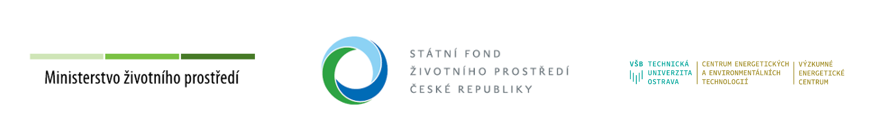 Ministerstvo životního prostředí
STÁTNÍ FOND
ŽIVOTNÍHO PROSTŘEDÍ
ČESKÉ REPUBLIKY
VŠB TECHNICKÁ
UNIVERZITA
OSTRAVA
CENTRUM ENERGETICKÝCH
A ENVIRONMENTÁLNÍCH
TECHNOLOGIÍ
VÝZKUMNÉ
ENERGETICKÉ
CENTRUM